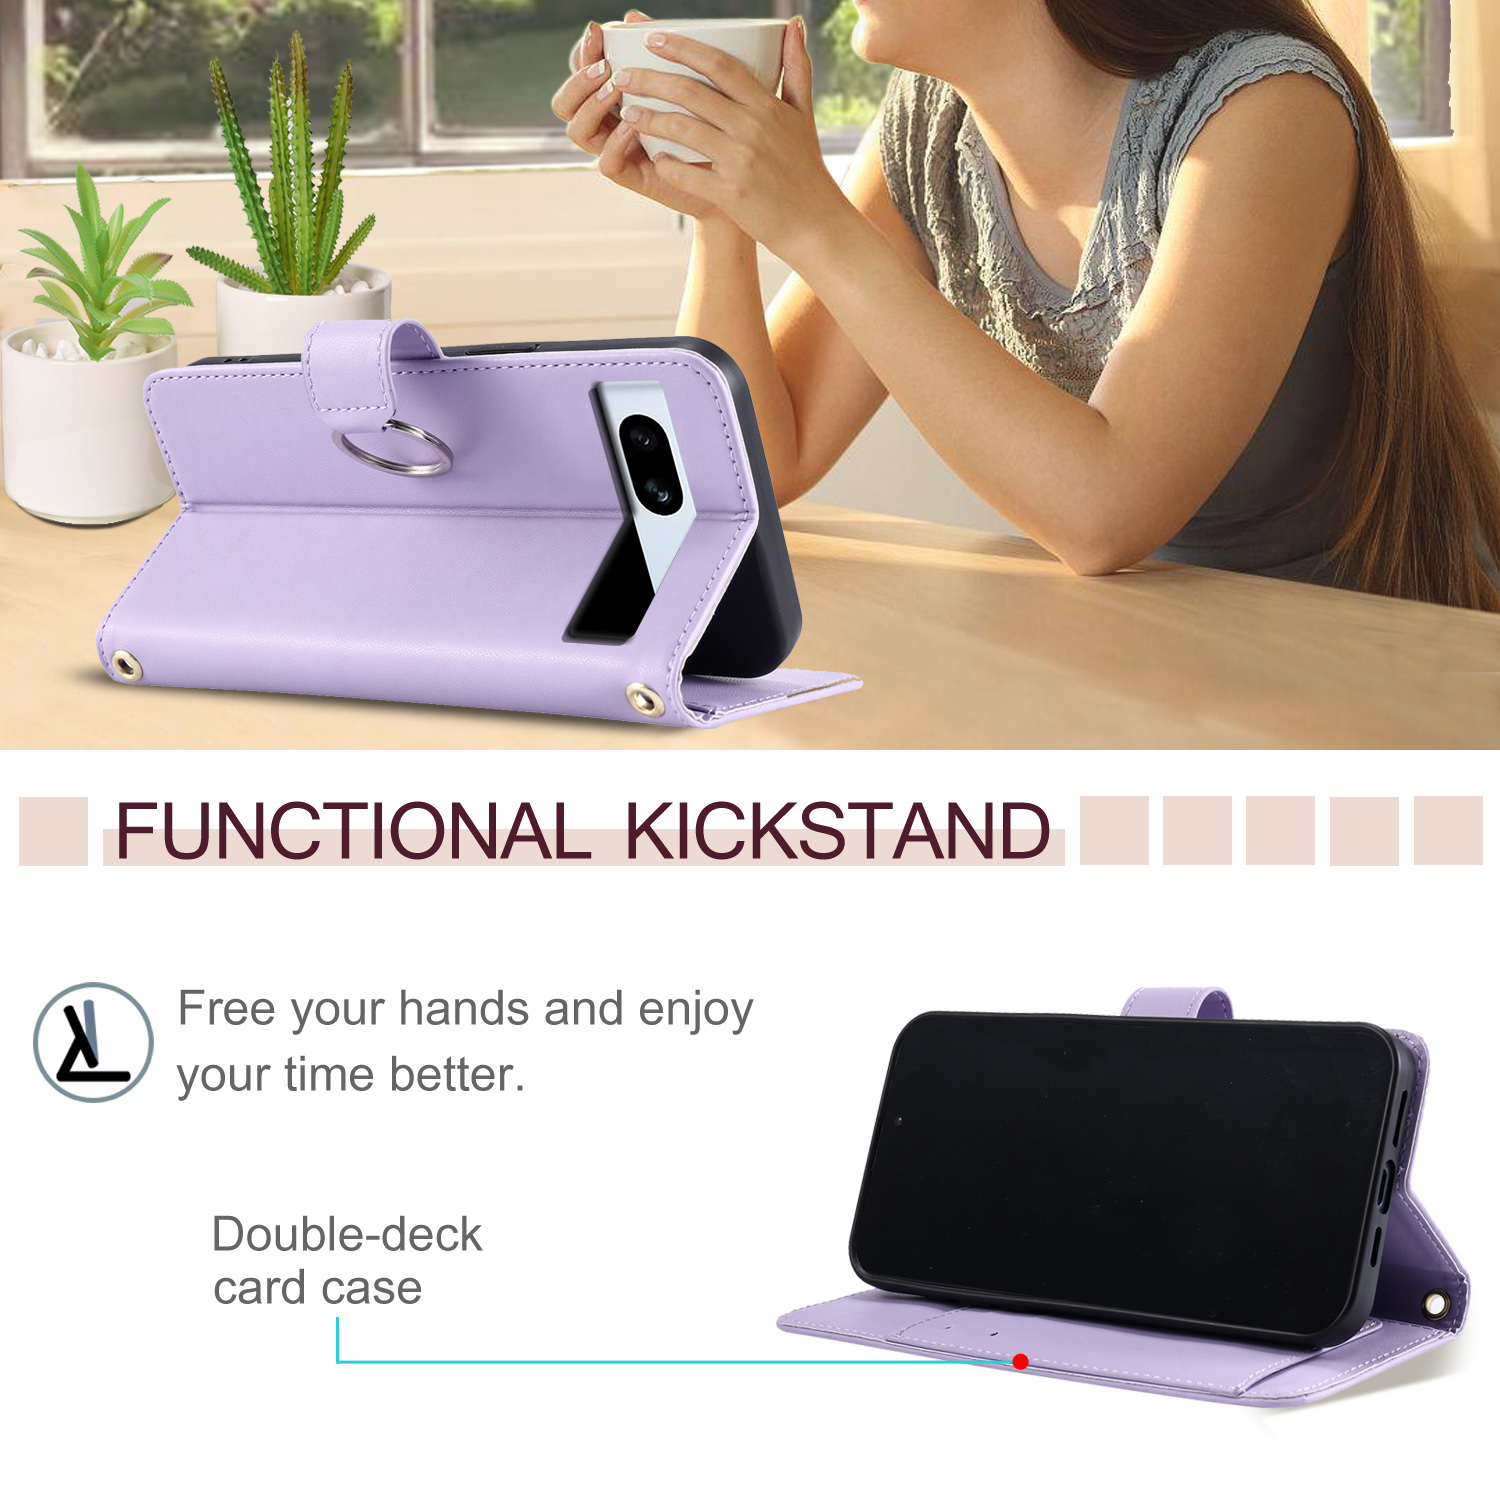 FUNCTIONAL KICKSTAND
Free your hands and enjoy
your time better.
Double-deck
card case